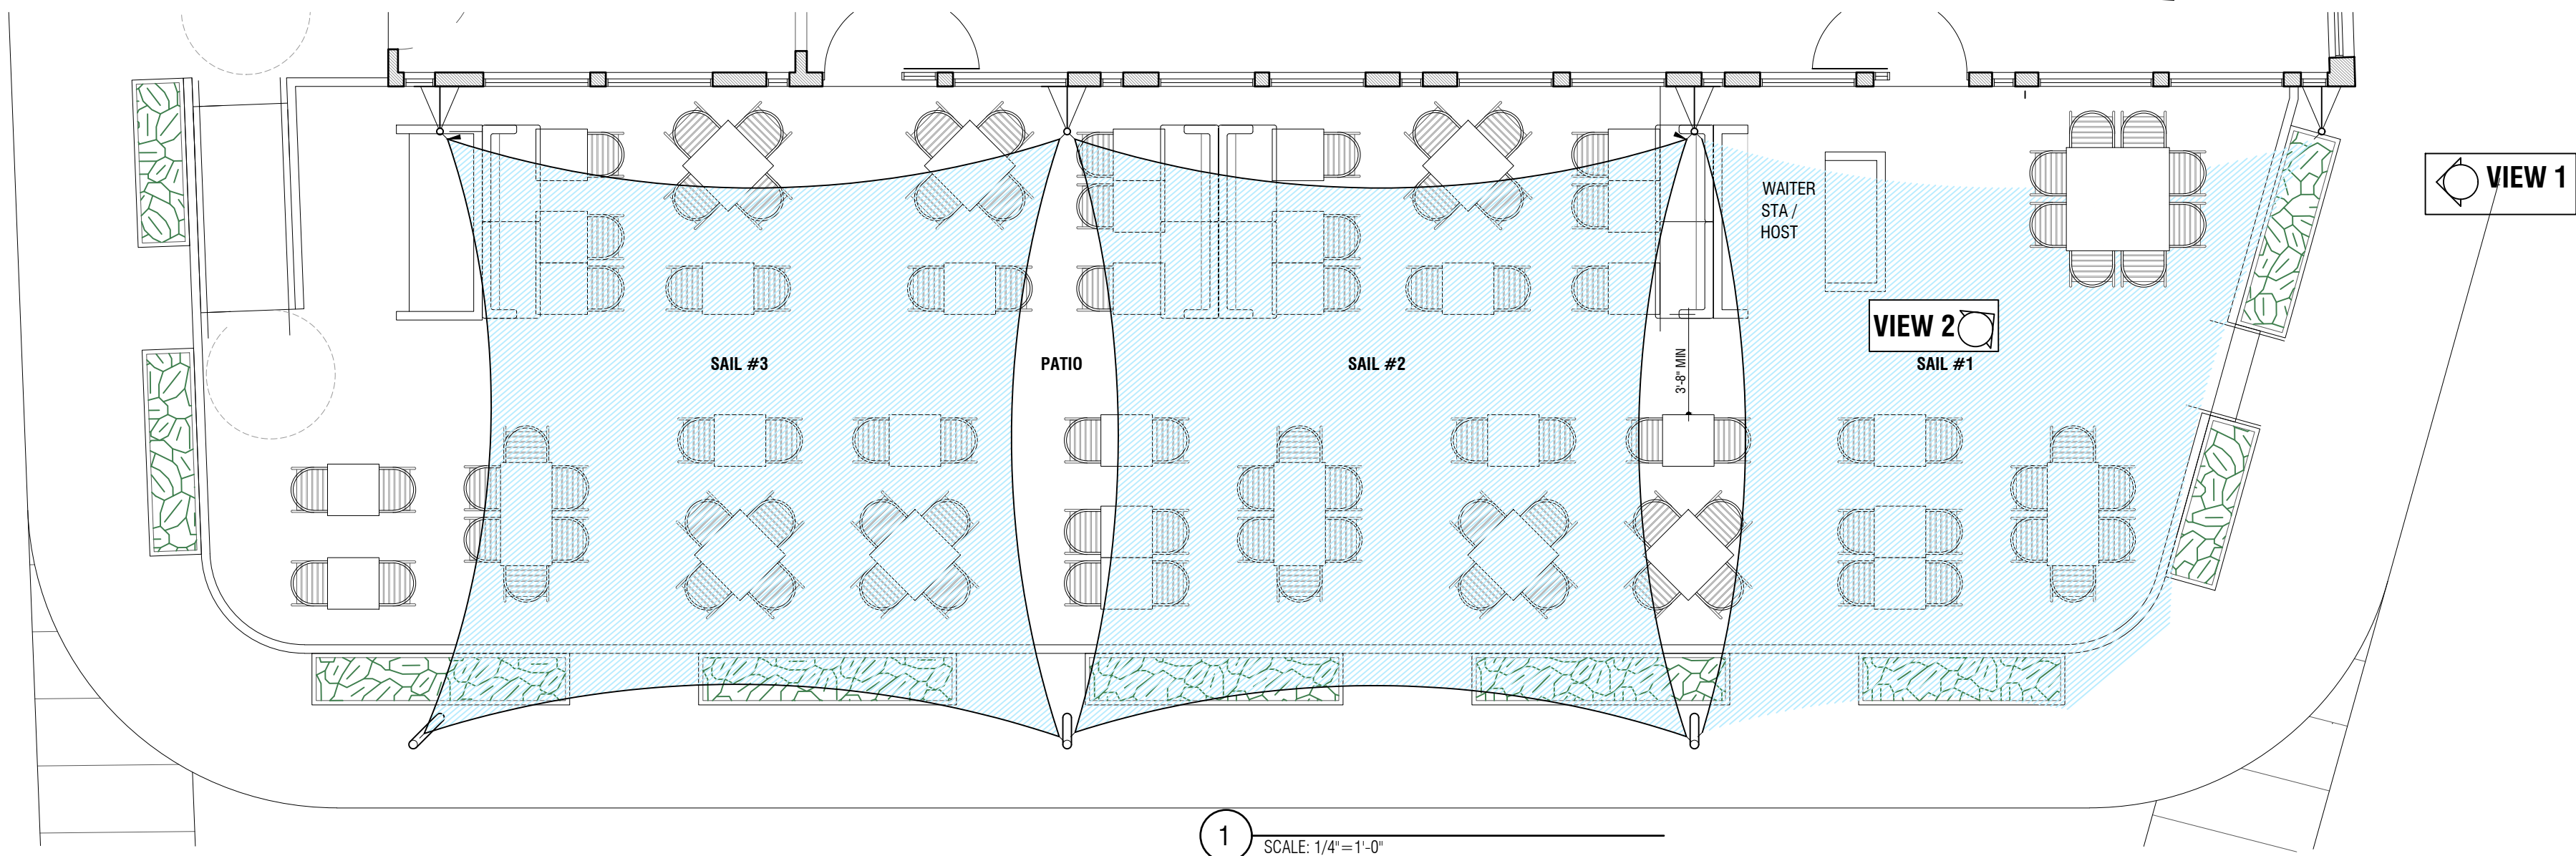 VIEW 1
WAITER
STA /
HOST
VIEW 2
SAIL #3
PATIO
SAIL #2
SAIL #1
3'-8" MIN
1
SCALE: 1/4"=1'-0"